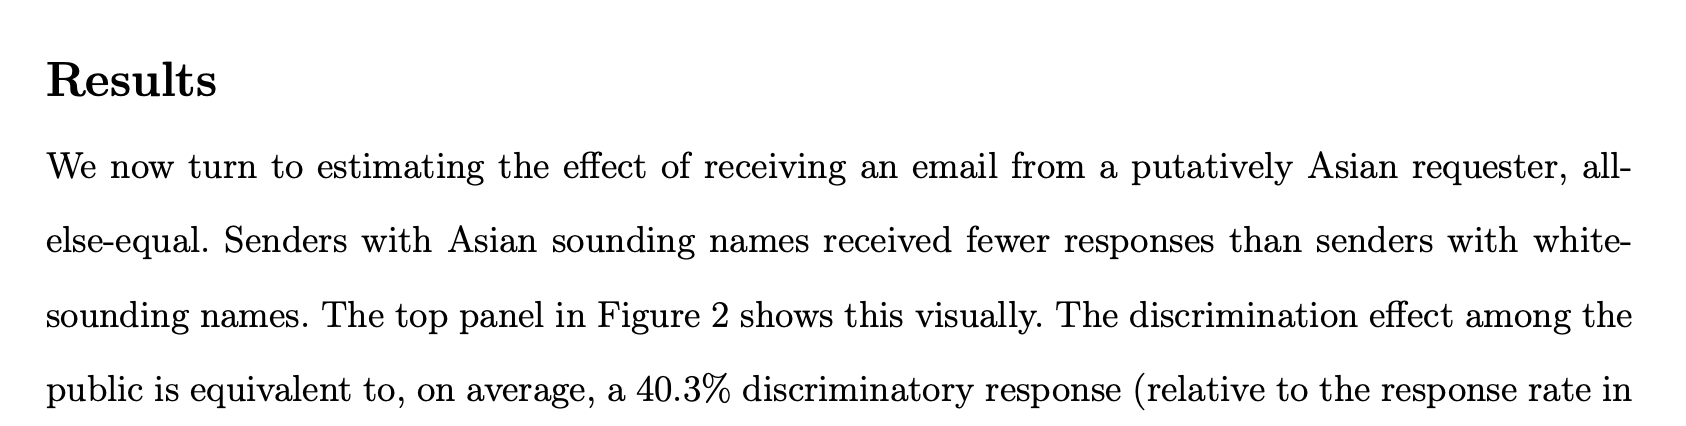 Results
We now turn to estimating the effect of receiving an email from a putatively Asian requester, all-
else-equal. Senders with Asian sounding names received fewer responses than senders with white-
sounding names. The top panel in Figure 2 shows this visually. The discrimination effect among the
public is equivalent to, on average, a 40.3% discriminatory response (relative to the response rate in